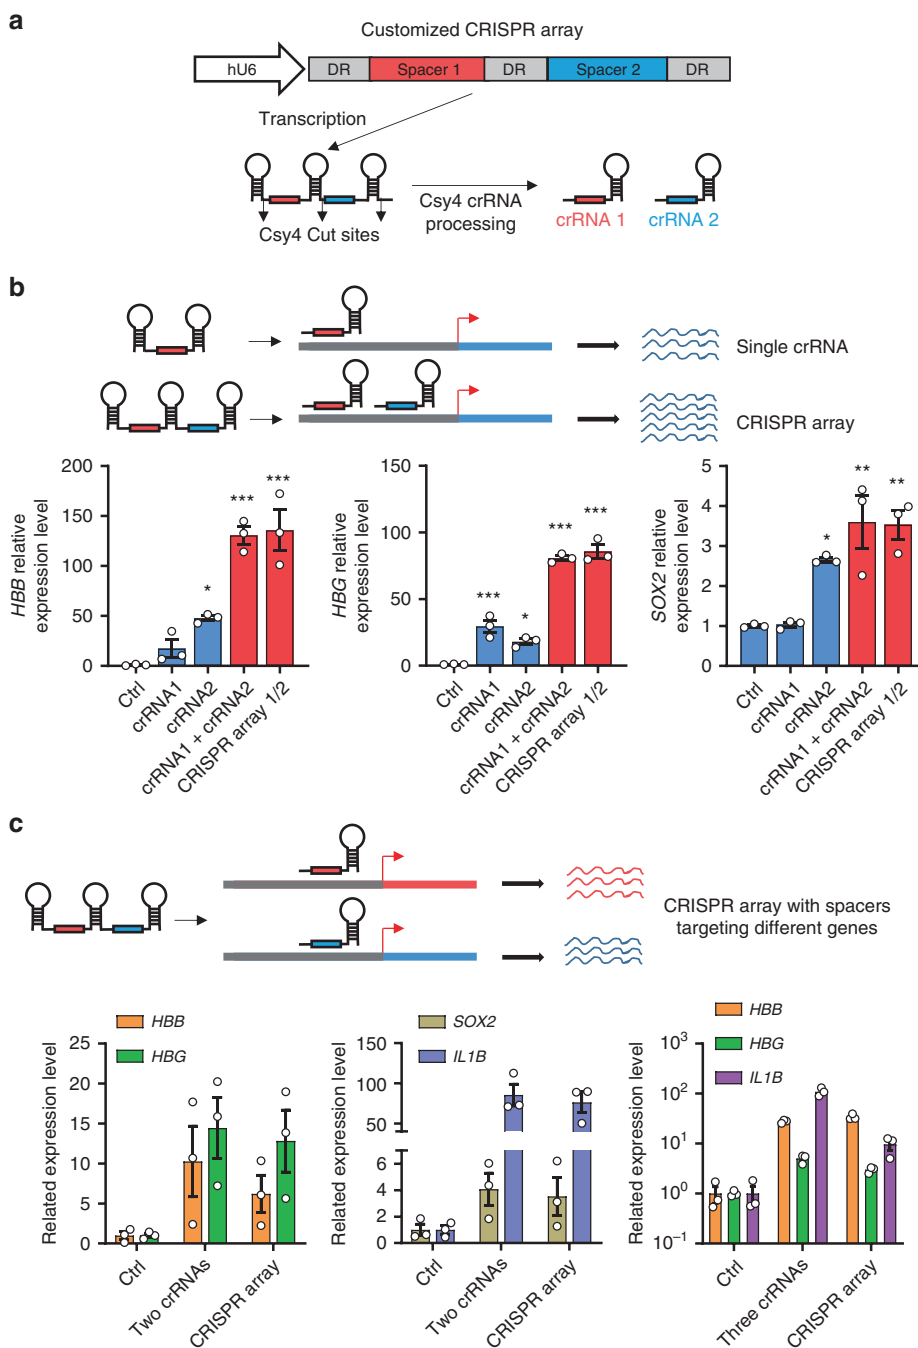 a
Customized CRISPR array
hU6
DR
Spacer 1
DR
Spacer 2
DR
Transcription
Csy4 Cut sites
Csy4 crRNA
processing
crRNA 1
crRNA 2
b
Single crRNA
CRISPR array
HBB relative
expression level
200
150
100
50
0
*
***
***
Ctrl
crRNA1
crRNA2
crRNA1 + crRNA2
CRISPR array 1/2
HBG relative
expression level
150
100
50
0
***
*
***
***
Ctrl
crRNA1
crRNA2
crRNA1 + crRNA2
CRISPR array 1/2
SOX2 relative
expression level
5
4
3
2
1
0
*
**
**
Ctrl
crRNA1
crRNA2
crRNA1 + crRNA2
CRISPR array 1/2
c
CRISPR array with spacers
targeting different genes
HBB
HBG
Related expression level
25
20
15
10
5
0
Ctrl
Two crRNAs
CRISPR array
SOX2
IL1B
Related expression level
150
100
50
6
4
2
0
Ctrl
Two crRNAs
CRISPR array
HBB
HBG
IL1B
Related expression level
10³
10²
10¹
10⁰
10⁻¹
Ctrl
Three crRNAs
CRISPR array